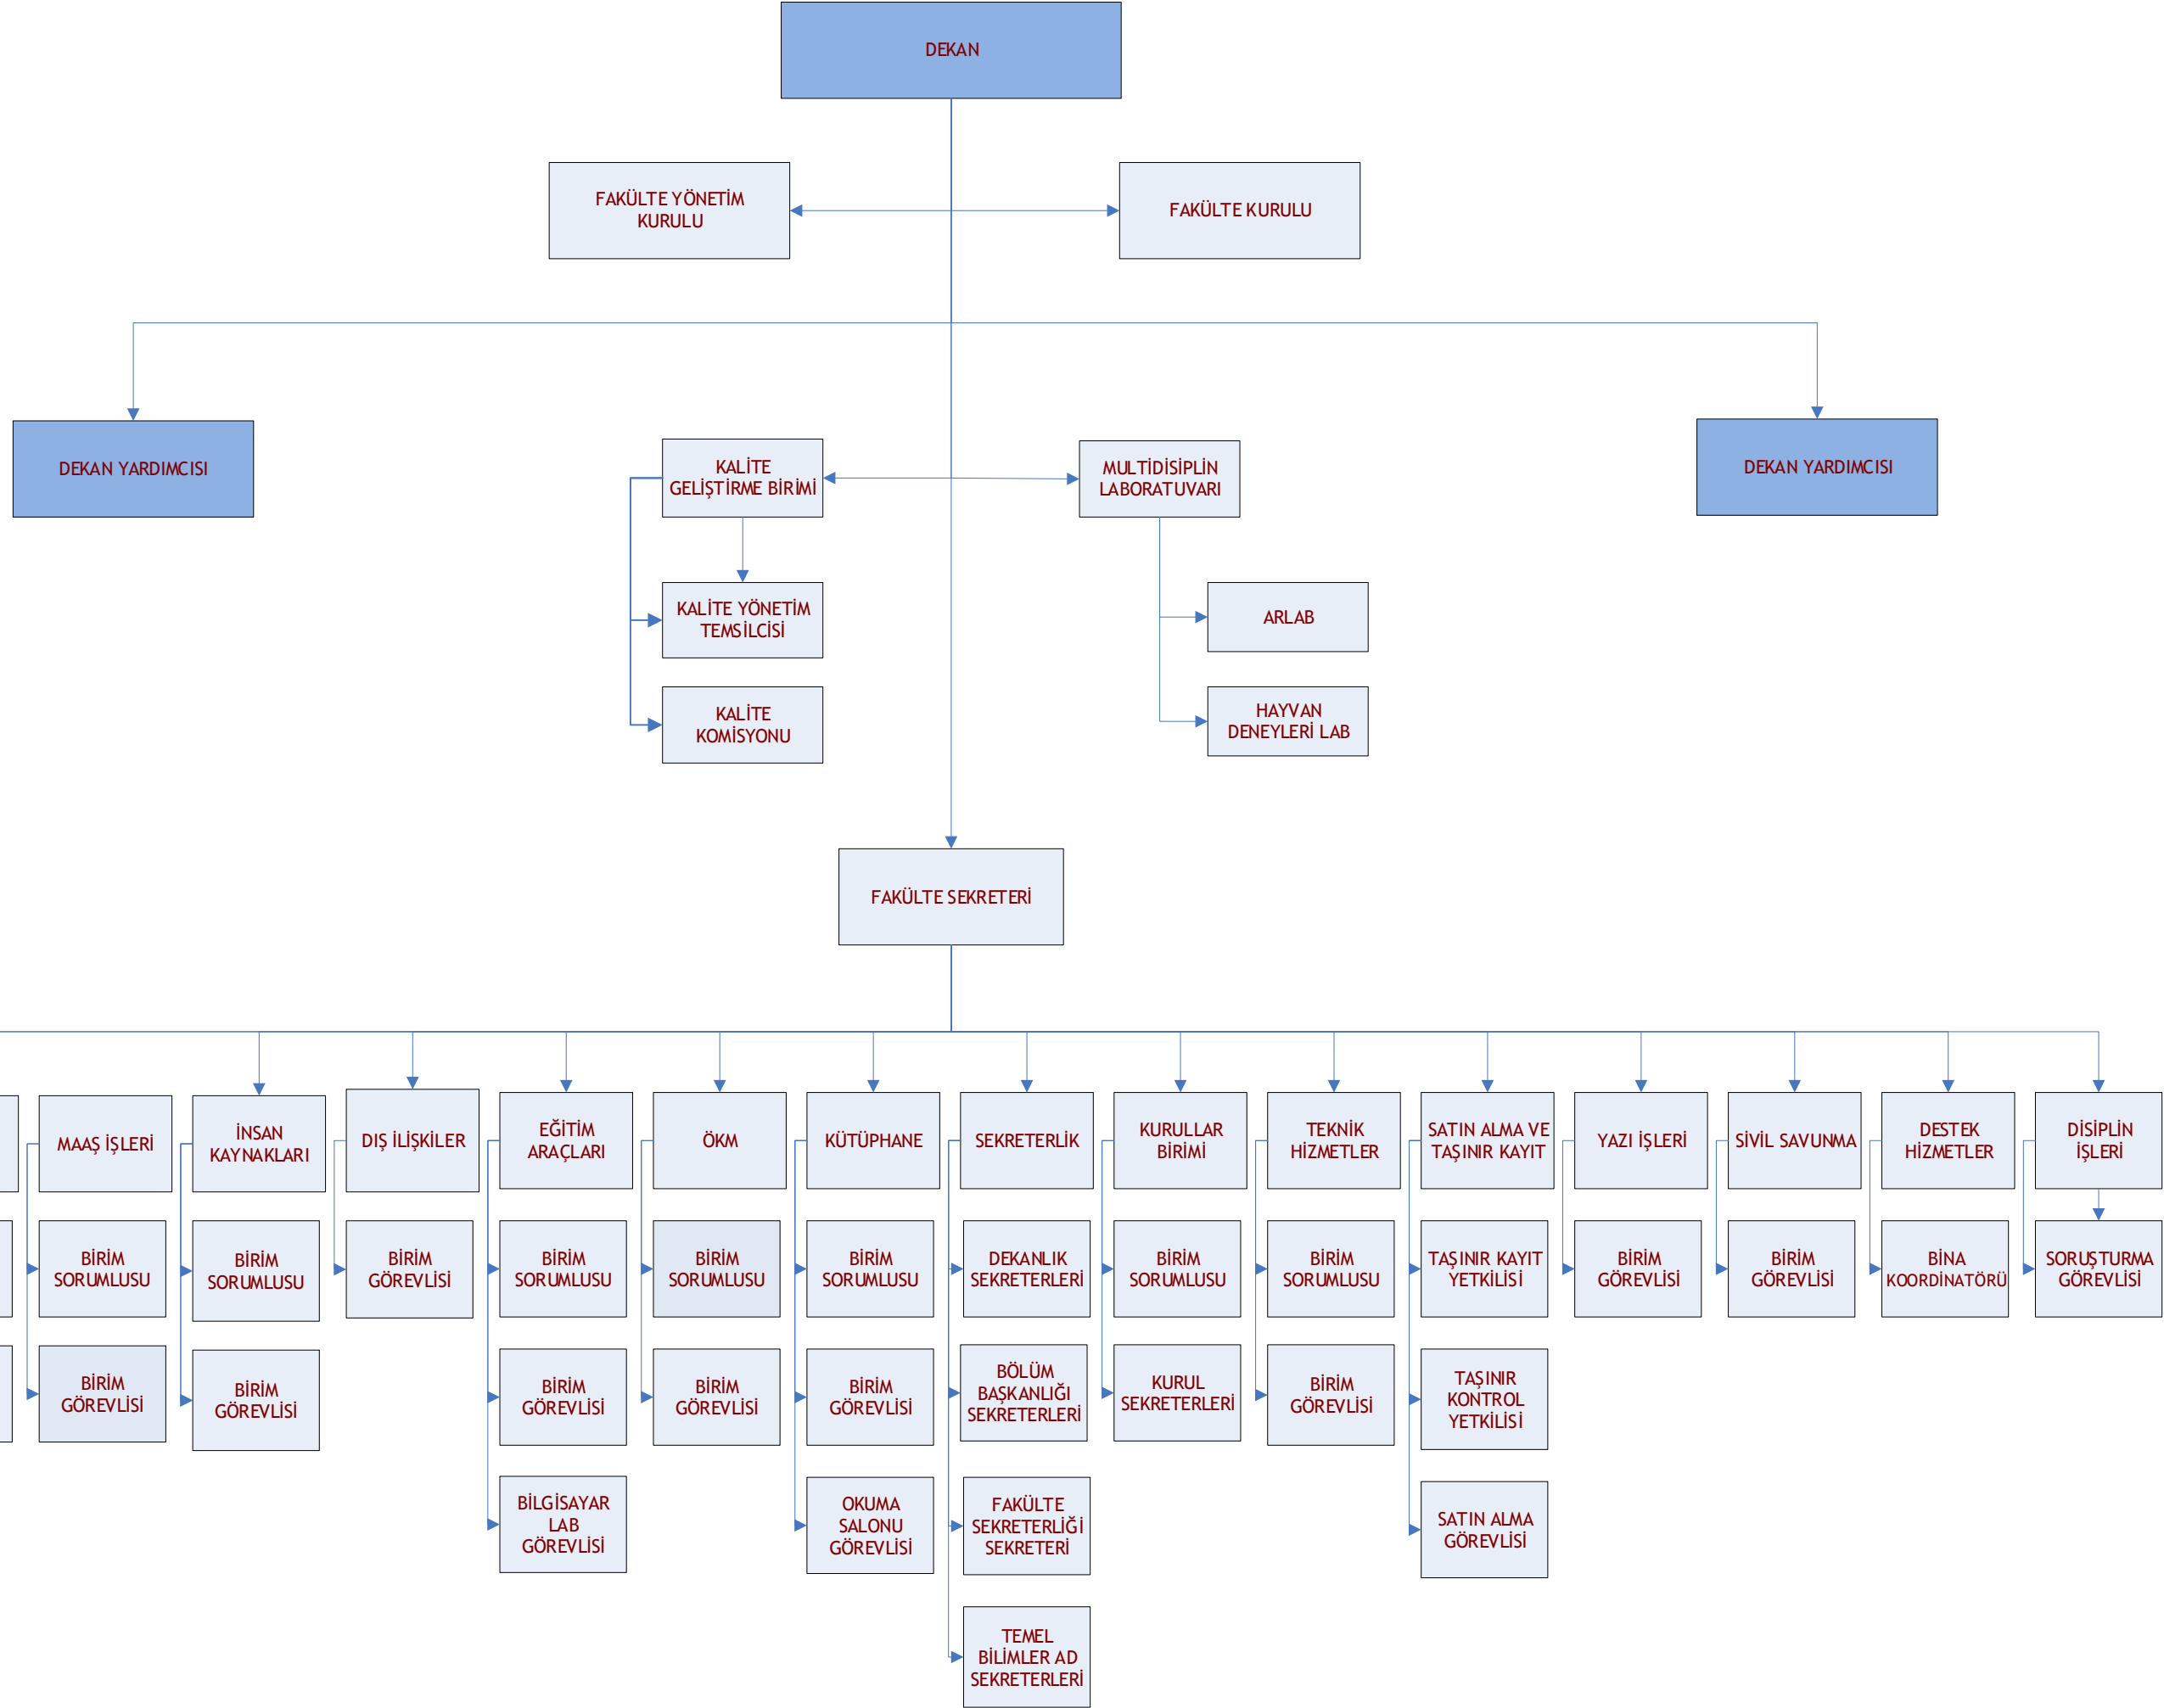 DEKAN
FAKÜLTE YÖNETİM
KURULU
FAKÜLTE KURULU
DEKAN YARDIMCISI
KALİTE
GELİŞTİRME BİRİMİ
MULTİDİSİPLİN
LABORATUVARI
DEKAN YARDIMCISI
KALİTE YÖNETİM
TEMSİLCİSİ
ARLAB
KALİTE
KOMİSYONU
HAYVAN
DENEYLERİ LAB
FAKÜLTE SEKRETERİ
MAAŞ İŞLERİ
İNSAN
KAYNAKLARI
DIŞ İLİŞKİLER
EĞİTİM
ARAÇLARI
ÖKM
KÜTÜPHANE
SEKRETERLİK
KURULLAR
BİRİMİ
TEKNİK
HİZMETLER
SATIN ALMA VE
TAŞINIR KAYIT
YAZI İŞLERİ
SİVİL SAVUNMA
DESTEK
HİZMETLER
DİSİPLİN
İŞLERİ
BİRİM
SORUMLUSU
BİRİM
SORUMLUSU
BİRİM
GÖREVLİSİ
BİRİM
SORUMLUSU
BİRİM
SORUMLUSU
BİRİM
SORUMLUSU
DEKANLIK
SEKRETERLERİ
BİRİM
SORUMLUSU
BİRİM
SORUMLUSU
TAŞINIR KAYIT
YETKİLİSİ
BİRİM
GÖREVLİSİ
BİRİM
GÖREVLİSİ
BİNA
KOORDİNATÖRÜ
SORUŞTURMA
GÖREVLİSİ
BİRİM
GÖREVLİSİ
BİRİM
GÖREVLİSİ
BİRİM
GÖREVLİSİ
BİRİM
GÖREVLİSİ
BİRİM
GÖREVLİSİ
BÖLÜM
BAŞKANLIĞI
SEKRETERLERİ
KURUL
SEKRETERLERİ
BİRİM
GÖREVLİSİ
TAŞINIR
KONTROL
YETKİLİSİ
BİLGİSAYAR
LAB
GÖREVLİSİ
OKUMA
SALONU
GÖREVLİSİ
FAKÜLTE
SEKRETERLİĞİ
SEKRETERİ
SATIN ALMA
GÖREVLİSİ
TEMEL
BİLİMLER AD
SEKRETERLERİ